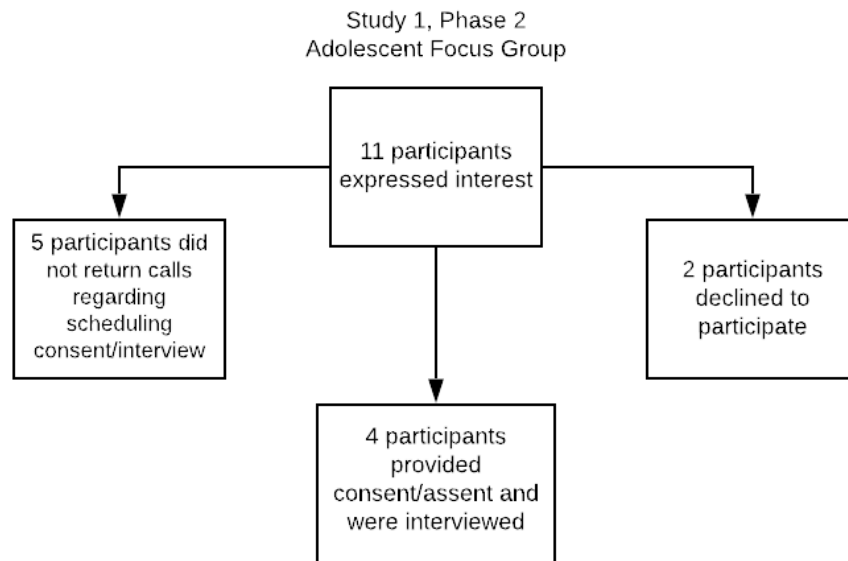 Study 1, Phase 2
Adolescent Focus Group
11 participants
expressed interest
5 participants did
not return calls
regarding
scheduling
consent/interview
2 participants
declined to
participate
4 participants
provided
consent/assent and
were interviewed